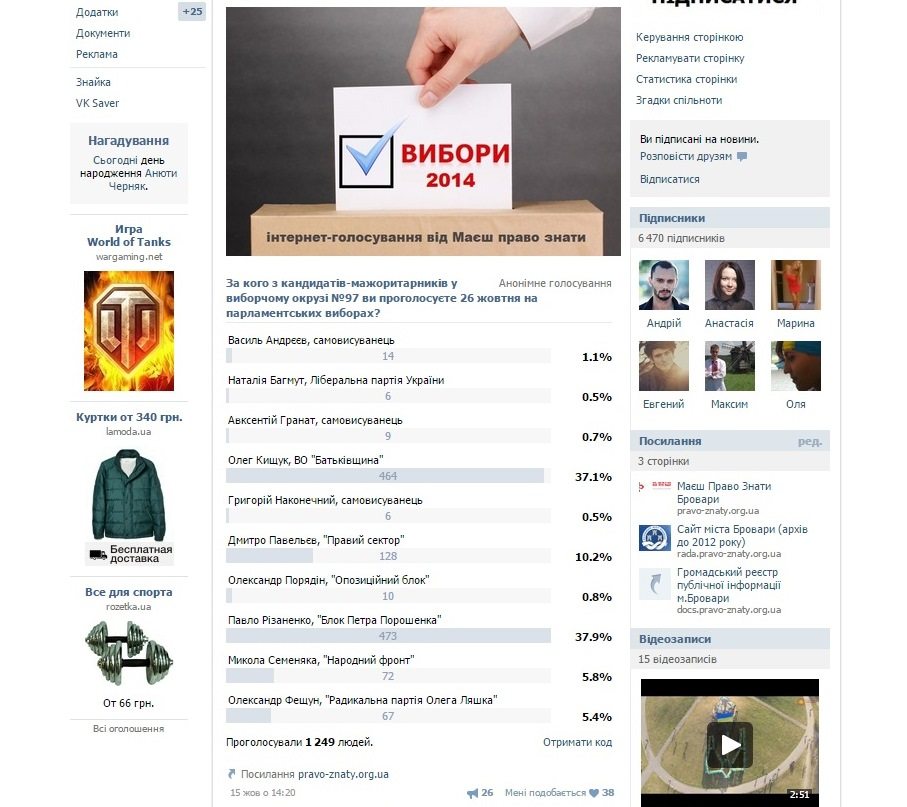 Додатки
+25
Документи
Реклама
Знайка
VK Saver
Нагадування
Сьогодні день
народження Анюти
Черняк.
Игра
World of Tanks
wargaming.net
Куртки от 340 грн.
lamoda.ua
Бесплатная
доставка
Все для спорта
rozetka.ua
От 66 грн.
Всі оголошення
ВИБОРИ
2014
інтернет-голосування від Маєш право знати
За кого з кандидатів-мажоритарників у
виборчому окрузі №97 ви проголосуєте 26 жовтня на
парламентських виборах?
Анонімне голосування
Василь Андрєєв, самовисуванець
14
1.1%
Наталія Багмут, Ліберальна партія України
6
0.5%
Авксентій Гранат, самовисуванець
9
0.7%
Олег Кищук, ВО "Батьківщина"
464
37.1%
Григорій Наконечний, самовисуванець
6
0.5%
Дмитро Павельєв, "Правий сектор"
128
10.2%
Олександр Порядін, "Опозиційний блок"
10
0.8%
Павло Різаненко, "Блок Петра Порошенка"
473
37.9%
Микола Семеняка, "Народний фронт"
72
5.8%
Олександр Фещун, "Радикальна партія Олега Ляшка"
67
5.4%
Проголосували 1 249 людей.
Отримати код
Посилання pravo-znaty.org.ua
15 жов о 14:20
26
Мені подобається
38
ПІДПИСАТИСЯ
Керування сторінкою
Рекламувати сторінку
Статистика сторінки
Згадки спільноти
Ви підписані на новини.
Розповісти друзям
Відписатися
Підписники
6 470 підписників
Андрій
Анастасія
Марина
Евгений
Максим
Оля
Посилання
ред.
3 сторінки
Маєш Право Знати
Бровари
pravo-znaty.org.ua
Сайт міста Бровари (архів
до 2012 року)
rada.pravo-znaty.org.ua
Громадський реєстр
публічної інформації
м.Бровари
docs.pravo-znaty.org.ua
Відеозаписи
15 відеозаписів
2:51